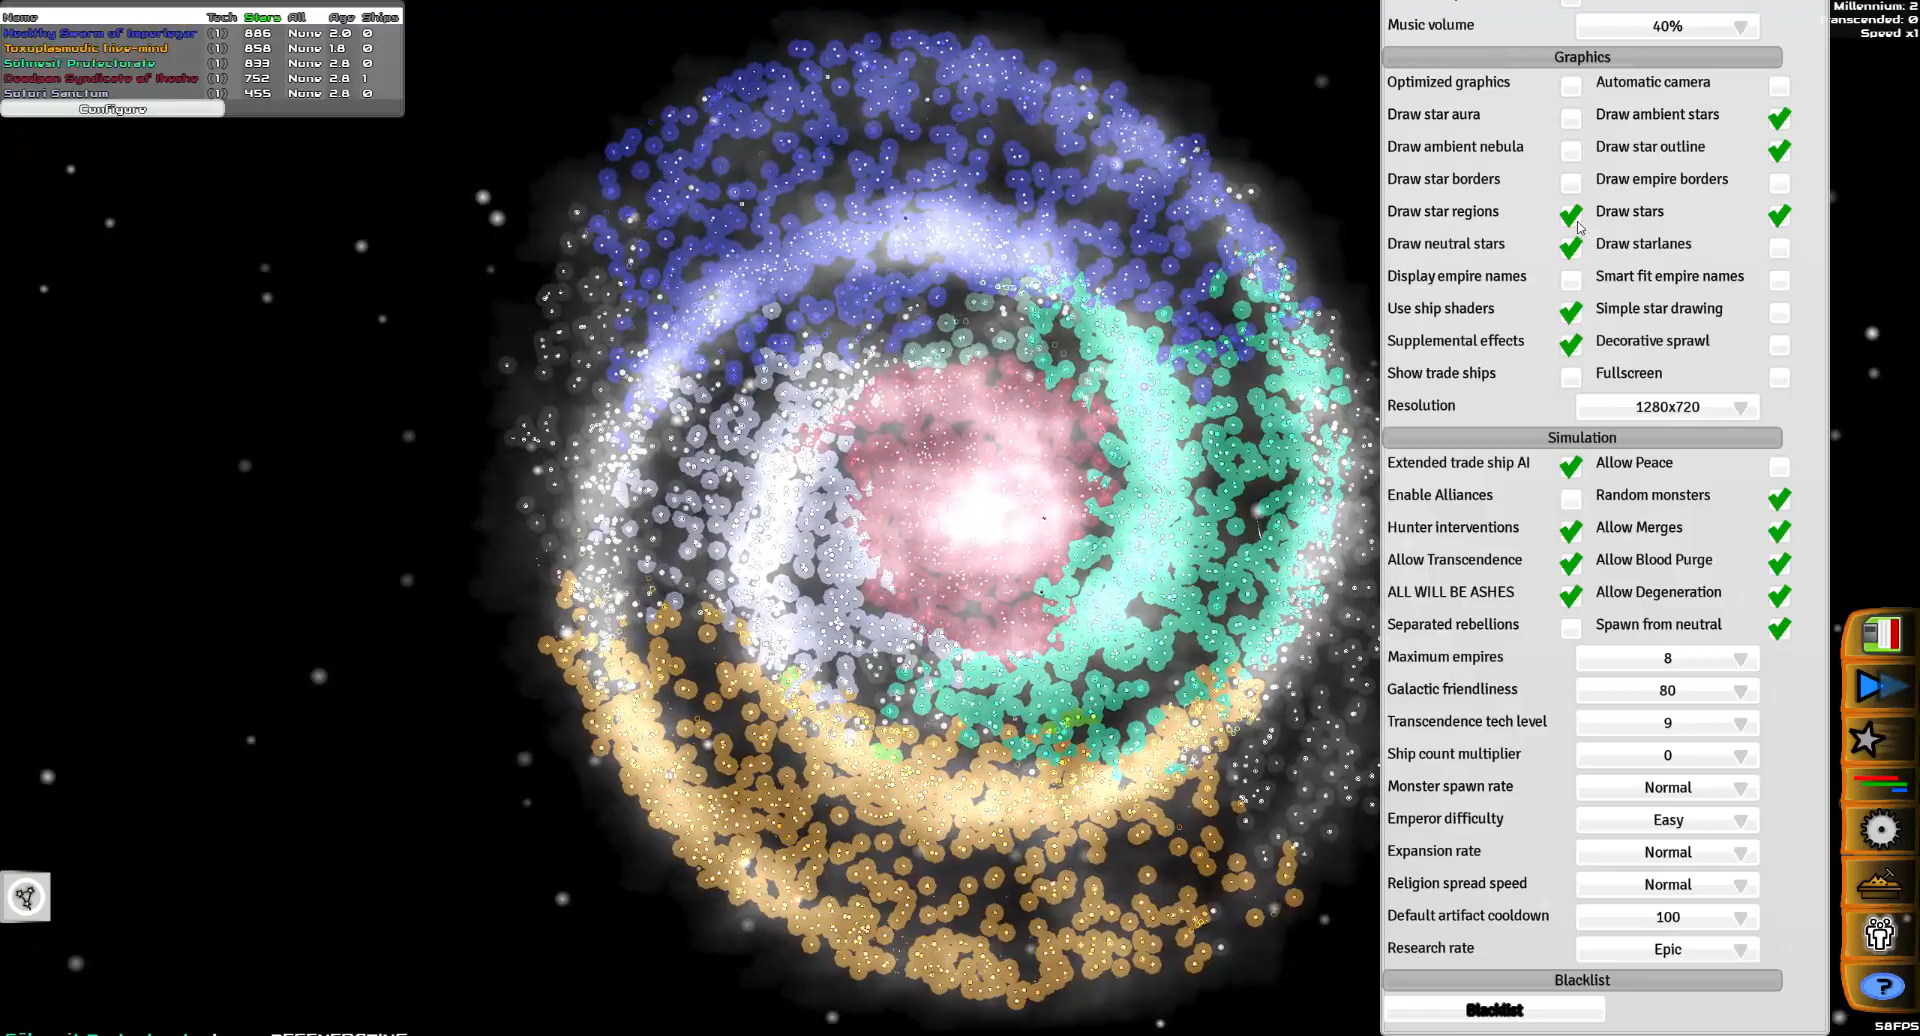 Name Tech Stars All Age Ships
Healthy Swarm of (1) 886 None 2.0 0
Toxoplasmodic hive-mind (1) 858 None 1.8 0
Söhnesit Protectorate (1) 833 None 2.8 0
Deadpan Syndicate of (1) 752 None 2.8 1
Sotori Sanctum (1) 455 None 2.8 0
Configure
Music volume 40%
Graphics
Optimized graphics Automatic camera
Draw star aura Draw ambient stars
Draw ambient nebula Draw star outline
Draw star borders Draw empire borders
Draw star regions Draw stars
Draw neutral stars Draw starlanes
Display empire names Smart fit empire names
Use ship shaders Simple star drawing
Supplemental effects Decorative sprawl
Show trade ships Fullscreen
Resolution 1280x720
Simulation
Extended trade ship AI Allow Peace
Enable Alliances Random monsters
Hunter interventions Allow Merges
Allow Transcendence Allow Blood Purge
ALL WILL BE ASHES Allow Degeneration
Separated rebellions Spawn from neutral
Maximum empires 8
Galactic friendliness 80
Transcendence tech level 9
Ship count multiplier 0
Monster spawn rate Normal
Emperor difficulty Easy
Expansion rate Normal
Religion spread speed Normal
Default artifact cooldown 100
Research rate Epic
Blacklist
Blacklist
Millennium: 2
Transcended: 0
Speed x1
?
58FPS